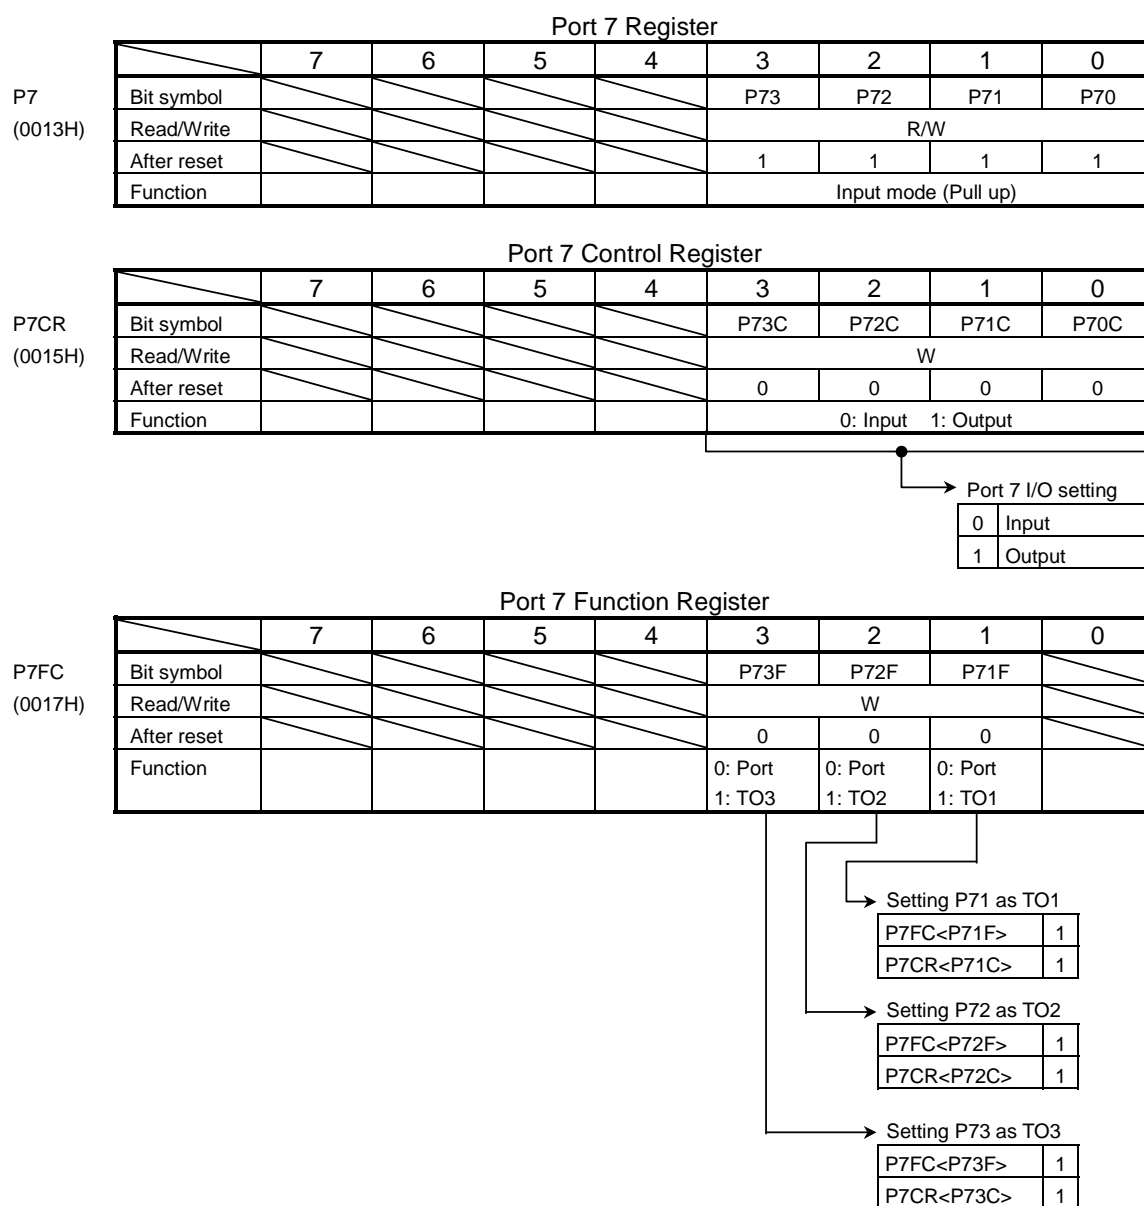 Port 7 Register
7 6 5 4 3 2 1 0
P7 Bit symbol P73 P72 P71 P70
(0013H) Read/Write R/W
After reset 1 1 1 1
Function Input mode (Pull up)
Port 7 Control Register
7 6 5 4 3 2 1 0
P7CR Bit symbol P73C P72C P71C P70C
(0015H) Read/Write W
After reset 0 0 0 0
Function 0: Input 1: Output
Port 7 I/O setting
0 Input
1 Output
Port 7 Function Register
7 6 5 4 3 2 1 0
P7FC Bit symbol P73F P72F P71F
(0017H) Read/Write W
After reset 0 0 0
Function 0: Port 0: Port 0: Port
1: TO3 1: TO2 1: TO1
Setting P71 as TO1
P7FC<P71F> 1
P7CR<P71C> 1
Setting P72 as TO2
P7FC<P72F> 1
P7CR<P72C> 1
Setting P73 as TO3
P7FC<P73F> 1
P7CR<P73C> 1